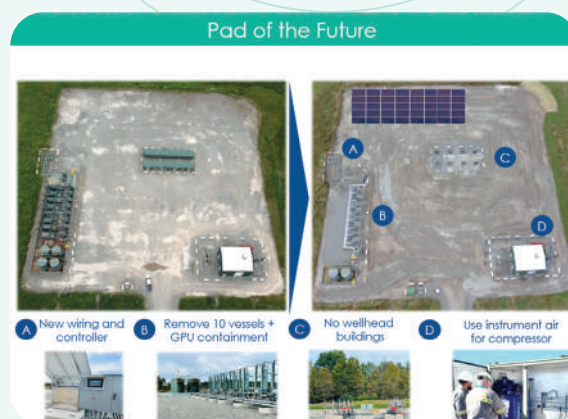 Pad of the Future
A
B
C
D
A New wiring and
controller
B Remove 10 vessels +
GPU containment
C No wellhead
buildings
D Use instrument air
for compressor